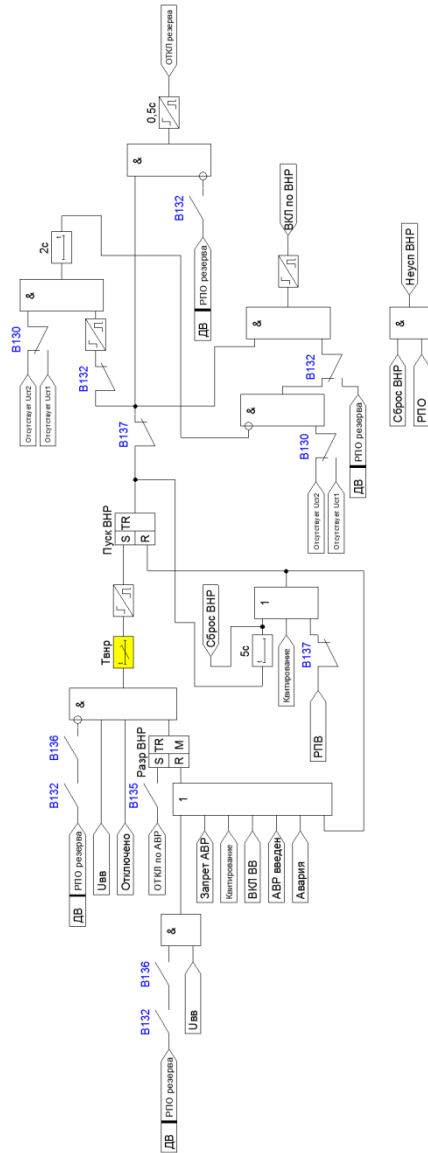 ДВ
РПО резерва
В132
В136
Uвв
&
ДВ
РПО резерва
В132
В136
Uвв
Отключено
ОТКЛ по АВР
В135
&
Разр ВНР
S TR
R M
Запрет АВР
Квитирование
ВКЛ ВВ
АВР введен
Авария
1
Tвнр
Пуск ВНР
S TR
R
Сброс ВНР
5с
Квитирование
РПВ
В137
1
В137
Отсутствует Uст2
Отсутствует Uст1
В130
В132
&
2с
ДВ
РПО резерва
В132
&
0,5с
ОТКЛ резерва
Отсутствует Uст2
Отсутствует Uст1
В130
&
ДВ
РПО резерва
В132
&
ВКЛ по ВНР
Сброс ВНР
РПО
&
Неусп ВНР